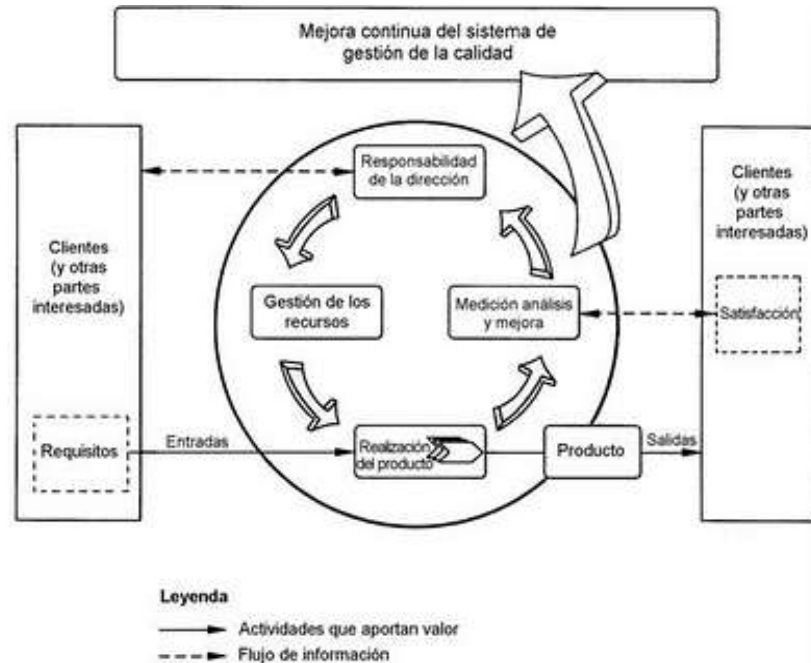 Mejora continua del sistema de
gestión de la calidad
Responsabilidad
de la dirección
Clientes
(y otras
partes
interesadas)
Clientes
(y otras
partes
interesadas)
Gestión de los
recursos
Medición análisis
y mejora
Satisfacción
Requisitos
Entradas
Realización
del producto
Producto
Salidas
Leyenda
Actividades que aportan valor
Flujo de información